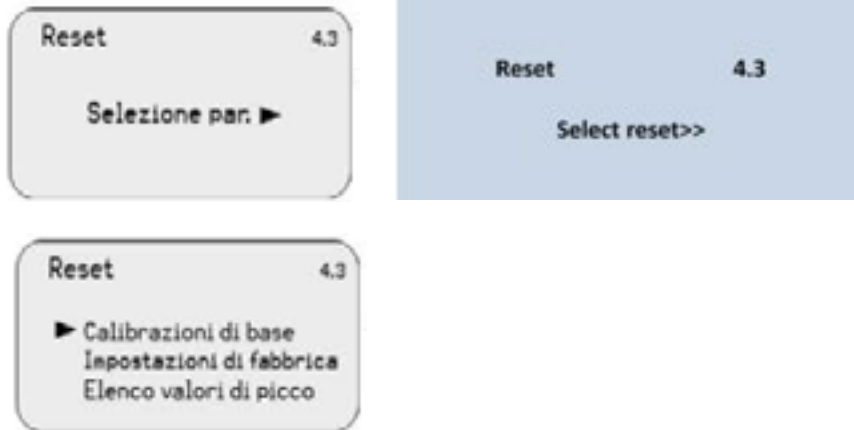 Reset 4.3
Selezione par. ▶
Reset 4.3
Select reset>>
Reset 4.3
▶ Calibrazioni di base
Impostazioni di fabbrica
Elenco valori di picco